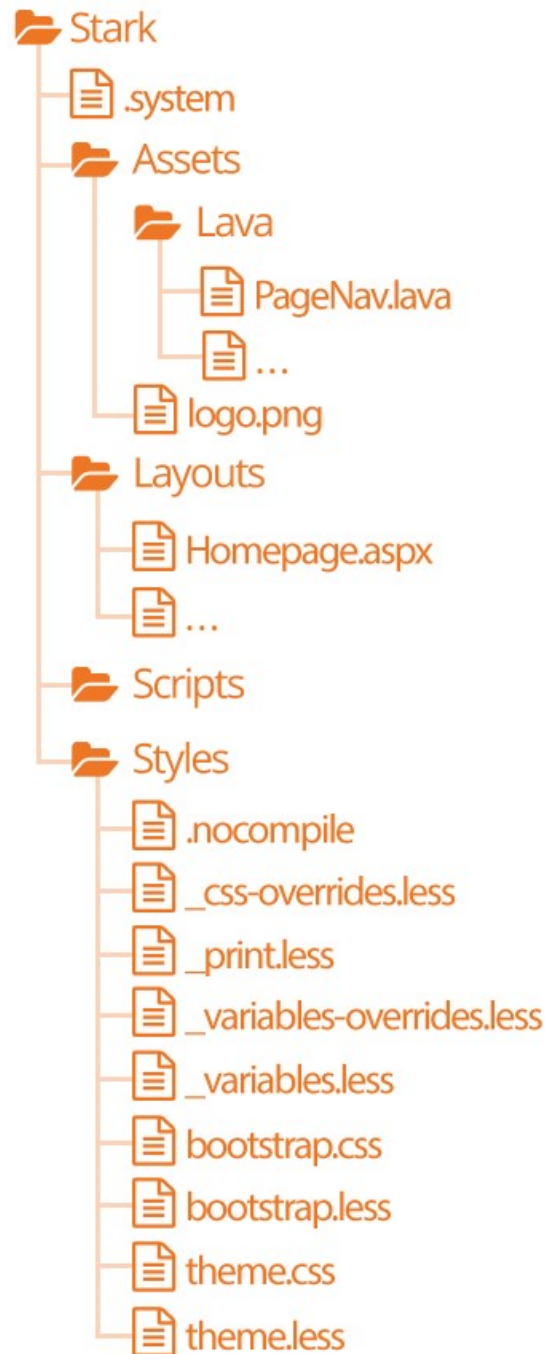 Stark
.system
Assets
Lava
PageNav.lava
...
logo.png
Layouts
Homepage.aspx
...
Scripts
Styles
.nocompile
_css-overrides.less
_print.less
_variables-overrides.less
_variables.less
bootstrap.css
bootstrap.less
theme.css
theme.less